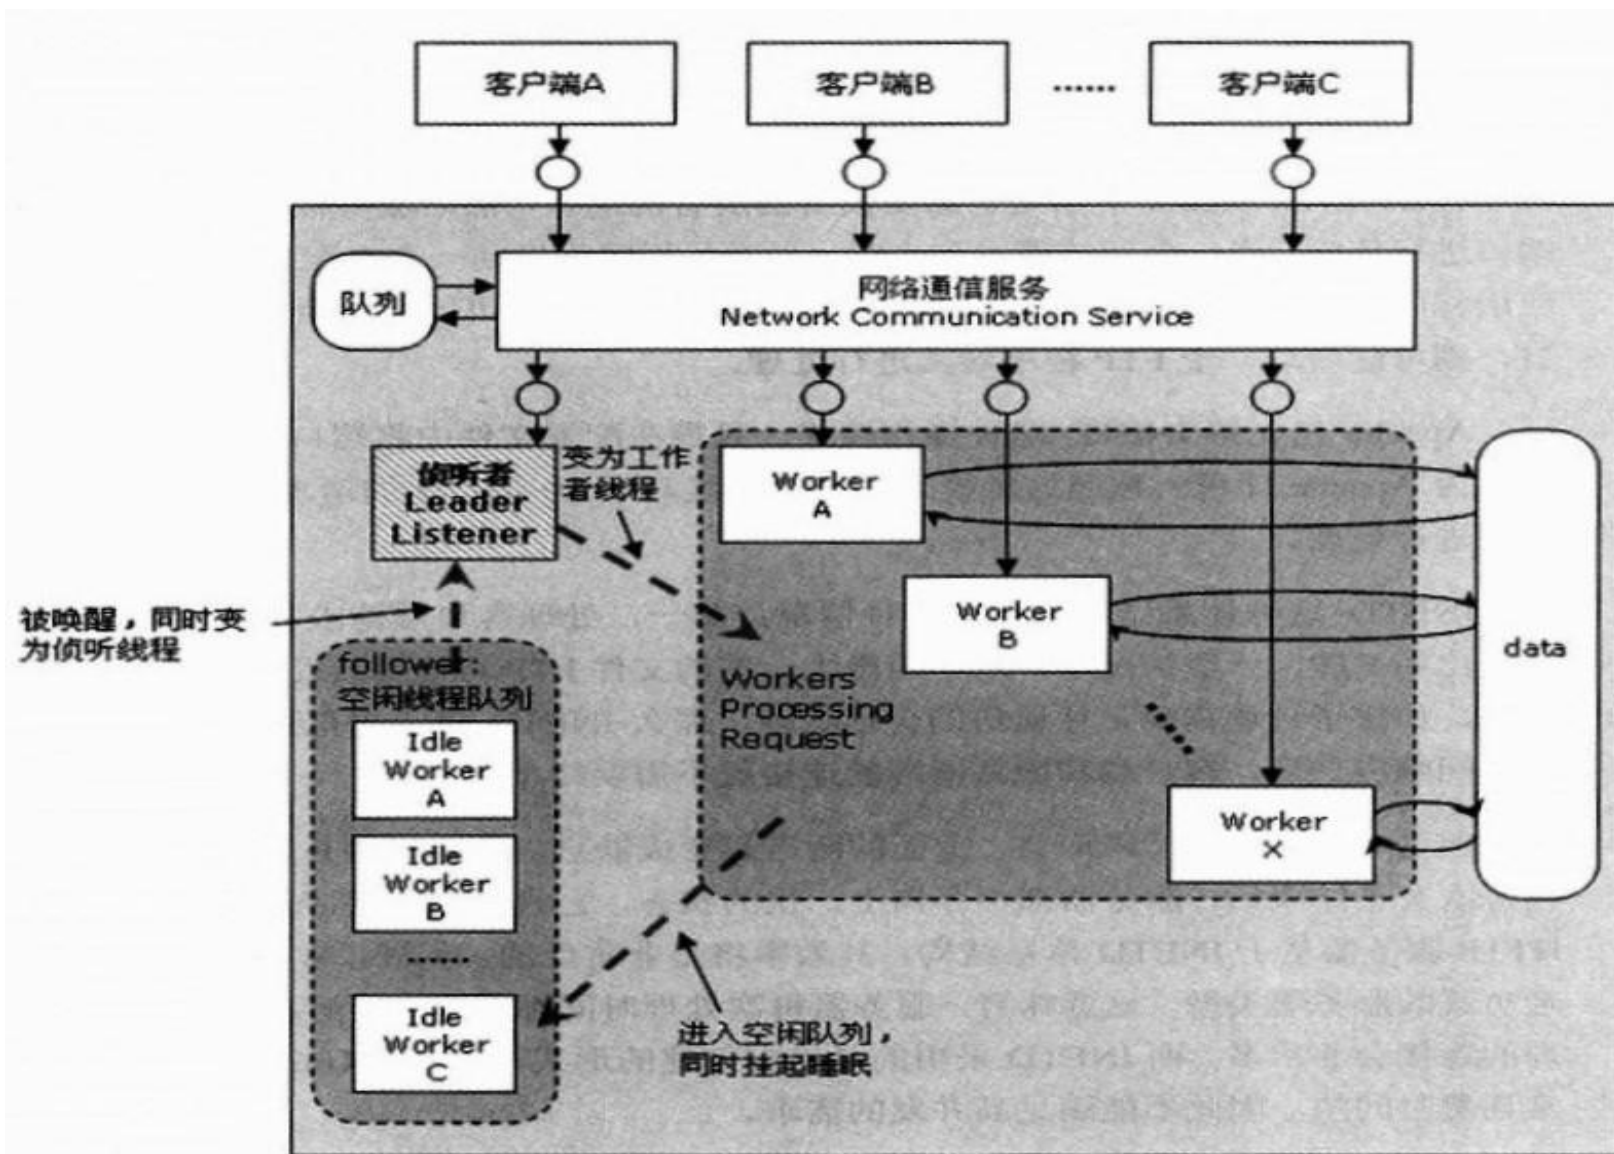 客户端A
客户端B
......
客户端C
队列
网络通信服务
Network Communication Service
侦听者
Leader
Listener
变为工作
者线程
Worker
A
Worker
B
data
被唤醒，同时变
为侦听线程
follower:
空闲线程队列
Idle
Worker
A
Idle
Worker
B
......
Idle
Worker
C
Workers
Processing
Request
Worker
X
进入空闲队列，
同时挂起睡眠